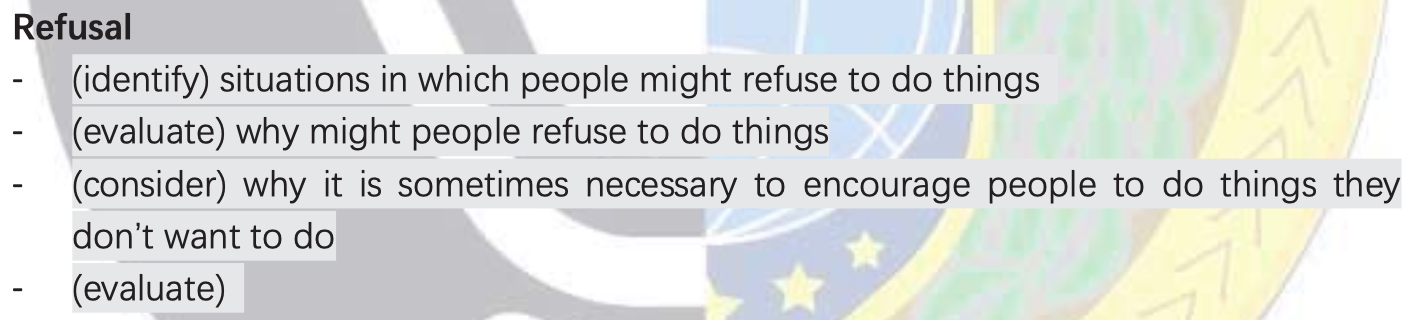 Refusal
- (identify) situations in which people might refuse to do things
- (evaluate) why might people refuse to do things
- (consider) why it is sometimes necessary to encourage people to do things they
don't want to do
- (evaluate)